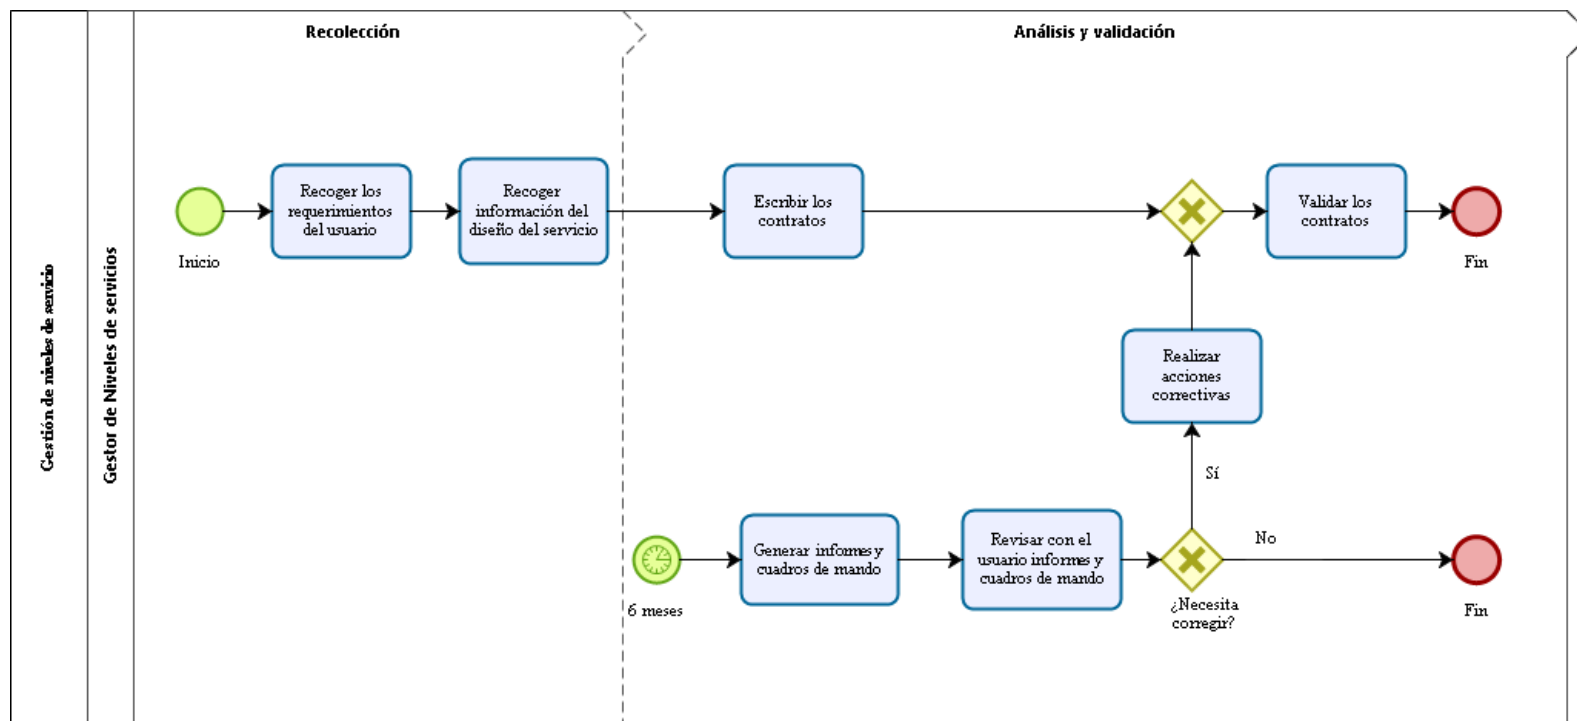 Gestión de niveles de servicio
Gestor de Niveles de servicios
Recolección
Análisis y validación
Inicio
Recoger los
requerimientos
del usuario
Recoger
información del
diseño del servicio
Escribir los
contratos
Validar los
contratos
Fin
Realizar
acciones
correctivas
Sí
6 meses
Generar informes y
cuadros de mando
Revisar con el
usuario informes y
cuadros de mando
¿Necesita
corregir?
No
Fin